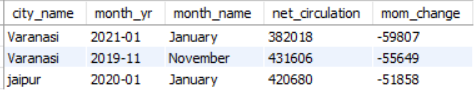 city_name month_yr month_name net_circulation mom_change
Varanasi 2021-01 January 382018 -59807
Varanasi 2019-11 November 431606 -55649
jaipur 2020-01 January 420680 -51858